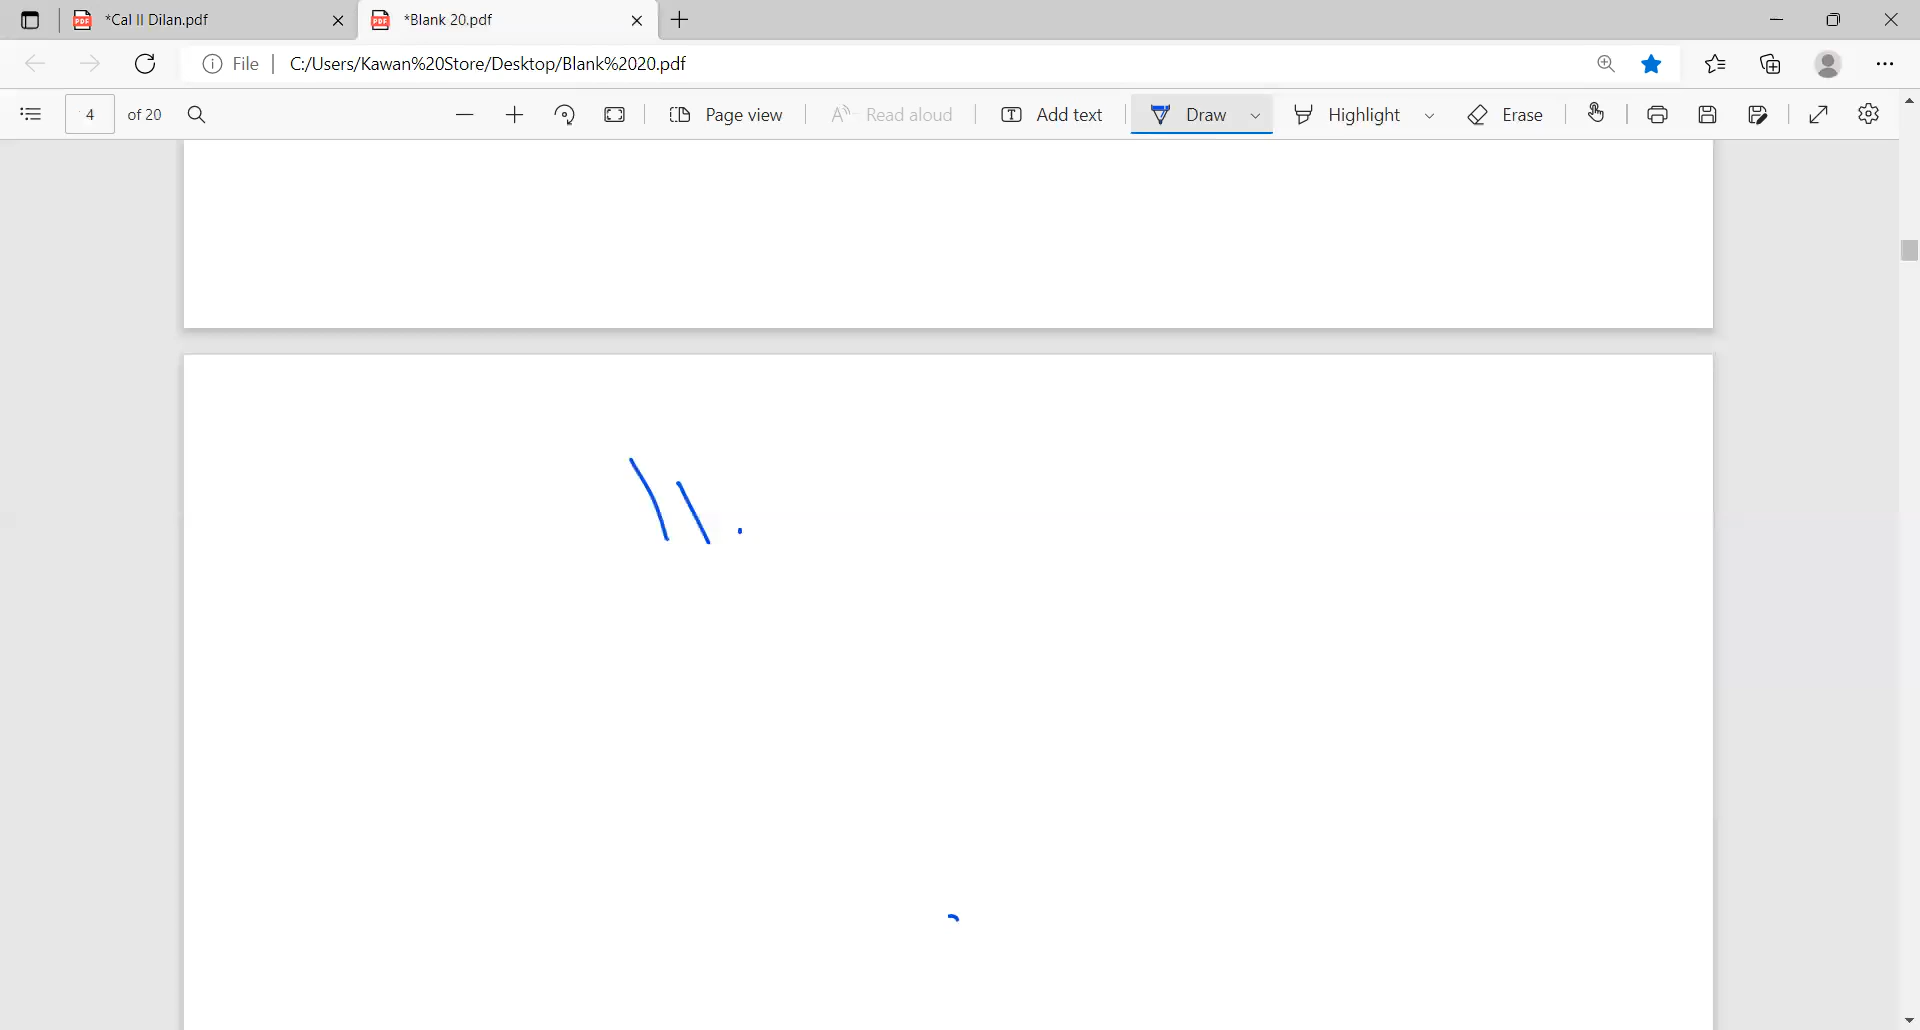 *Cal II Dilan.pdf
*Blank 20.pdf
File
C:/Users/Kawan%20Store/Desktop/Blank%2020.pdf
4 of 20
Page view
Read aloud
Add text
Draw
Highlight
Erase